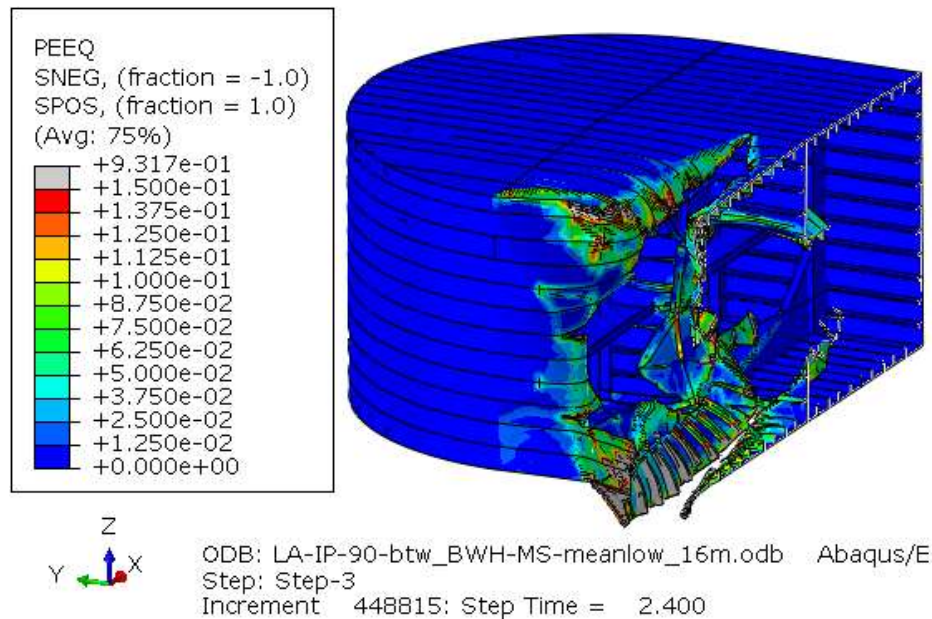 PEEQ
SNEG, (fraction = -1.0)
SPOS, (fraction = 1.0)
(Avg: 75%)
+9.317e-01
+1.500e-01
+1.375e-01
+1.250e-01
+1.125e-01
+1.000e-01
+8.750e-02
+7.500e-02
+6.250e-02
+5.000e-02
+3.750e-02
+2.500e-02
+1.250e-02
+0.000e+00
Z
Y X
ODB: LA-IP-90-btw_BWH-MS-meanlow_16m.odb Abaqus/E
Step: Step-3
Increment 448815: Step Time = 2.400